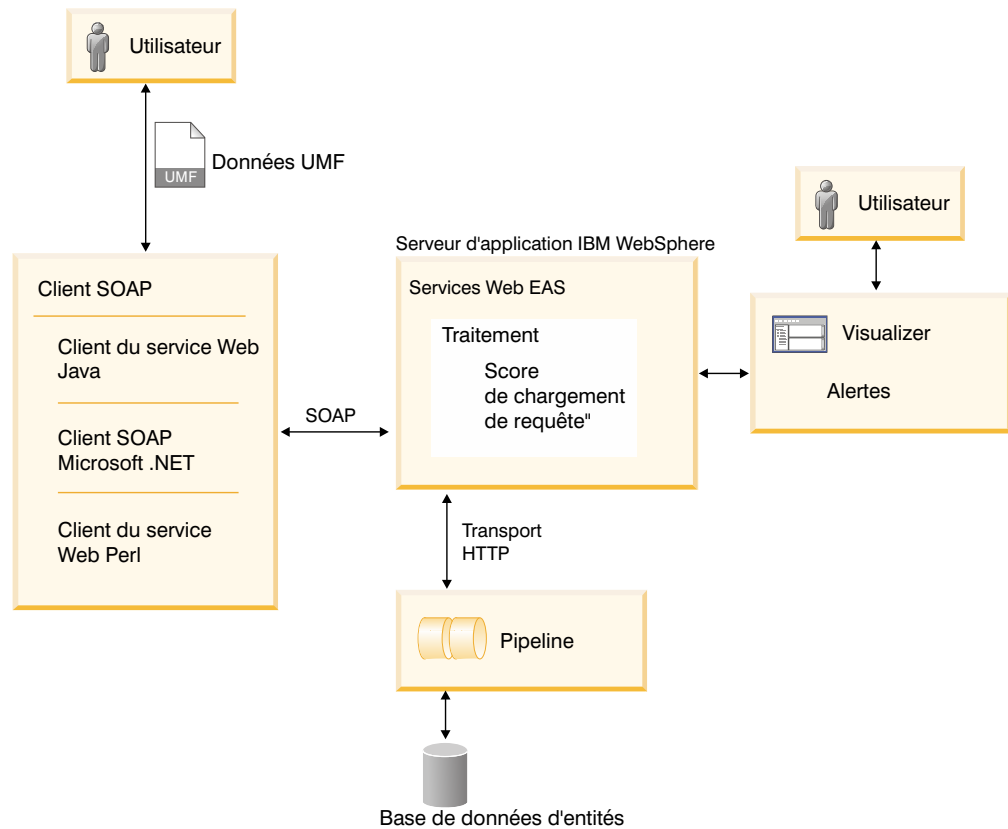 Utilisateur
UMF
Données UMF
Utilisateur
Serveur d'application IBM WebSphere
Client SOAP
Client du service Web
Java
Client SOAP
Microsoft .NET
Client du service
Web Perl
SOAP
Services Web EAS
Traitement
Score
de chargement
de requête"
Visualizer
Alertes
Transport
HTTP
Pipeline
Base de données d'entités